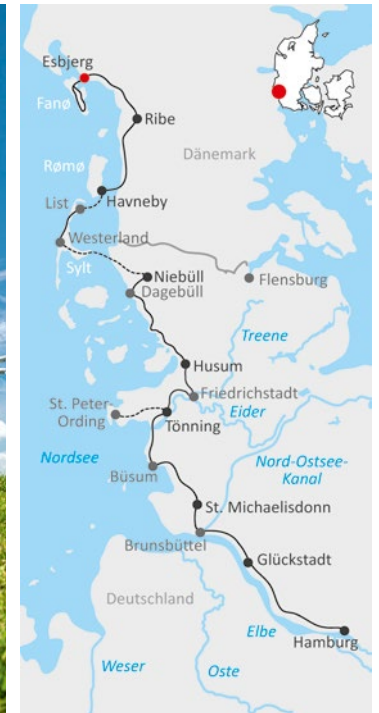 Esbjerg
Fanø
Ribe
Dänemark
Rømø
List
Havneby
Westerland
Sylt
Niebüll
Dagebüll
Flensburg
Treene
Husum
Friedrichstadt
St. Peter-
Ording
Eider
Tönning
Nordsee
Büsum
Nord-Ostsee-
Kanal
St. Michaelisdonn
Brunsbüttel
Glückstadt
Deutschland
Elbe
Hamburg
Weser
Oste